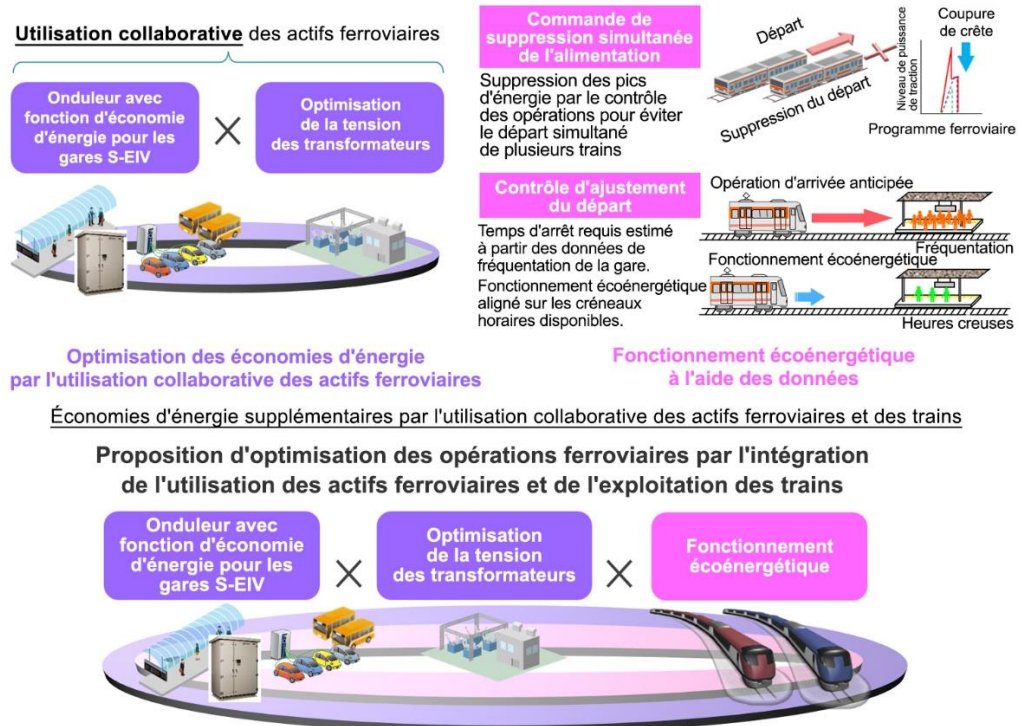 Utilisation collaborative des actifs ferroviaires
Onduleur avec
fonction d'économie
d'énergie pour les
gares S-EIV
Optimisation
de la tension
des transformateurs
Optimisation des économies d'énergie
par l'utilisation collaborative des actifs ferroviaires
Commande de
suppression simultanée
de l'alimentation
Suppression des pics
d'énergie par le contrôle
des opérations pour éviter
le départ simultané
de plusieurs trains
Départ
Suppression du départ
Coupure
de crête
Niveau de puissance
de traction
Programme ferroviaire
Contrôle d'ajustement
du départ
Temps d'arrêt requis estimé
à partir des données de
fréquentation de la gare.
Fonctionnement écoénergétique
aligné sur les créneaux
horaires disponibles.
Opération d'arrivée anticipée
Fréquentation
Fonctionnement écoénergétique
Heures creuses
Fonctionnement écoénergétique
à l'aide des données
Économies d'énergie supplémentaires par l'utilisation collaborative des actifs ferroviaires et des trains
Proposition d'optimisation des opérations ferroviaires par l'intégration
de l'utilisation des actifs ferroviaires et de l'exploitation des trains
Onduleur avec
fonction d'économie
d'énergie pour les
gares S-EIV
Optimisation
de la tension
des transformateurs
Fonctionnement
écoénergétique